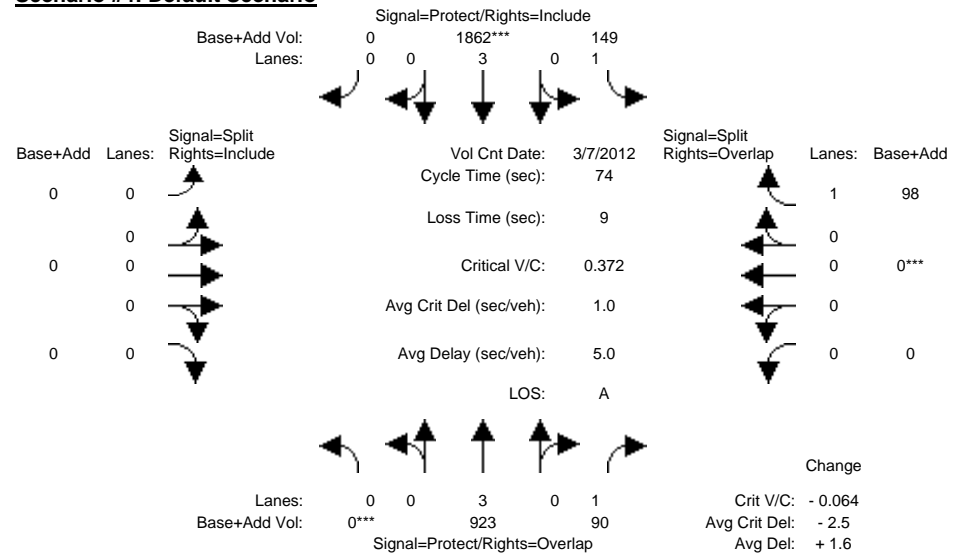 Scenario #1: Default Scenario
Signal=Protect/Rights=Include
Base+Add Vol: 0 1862*** 149
Lanes: 0 0 3 0 1
Signal=Split Signal=Split
Base+Add Lanes: Rights=Include Vol Cnt Date: 3/7/2012 Rights=Overlap Lanes: Base+Add
Cycle Time (sec): 74
0 0 1 98
Loss Time (sec): 9
0 0
0 0 Critical V/C: 0.372 0 0***
0 Avg Crit Del (sec/veh): 1.0 0
0 0 Avg Delay (sec/veh): 5.0 0 0
LOS: A
Change
Lanes: 0 0 3 0 1 Crit V/C: - 0.064
Base+Add Vol: 0*** 923 90 Avg Crit Del: - 2.5
Signal=Protect/Rights=Overlap Avg Del: + 1.6